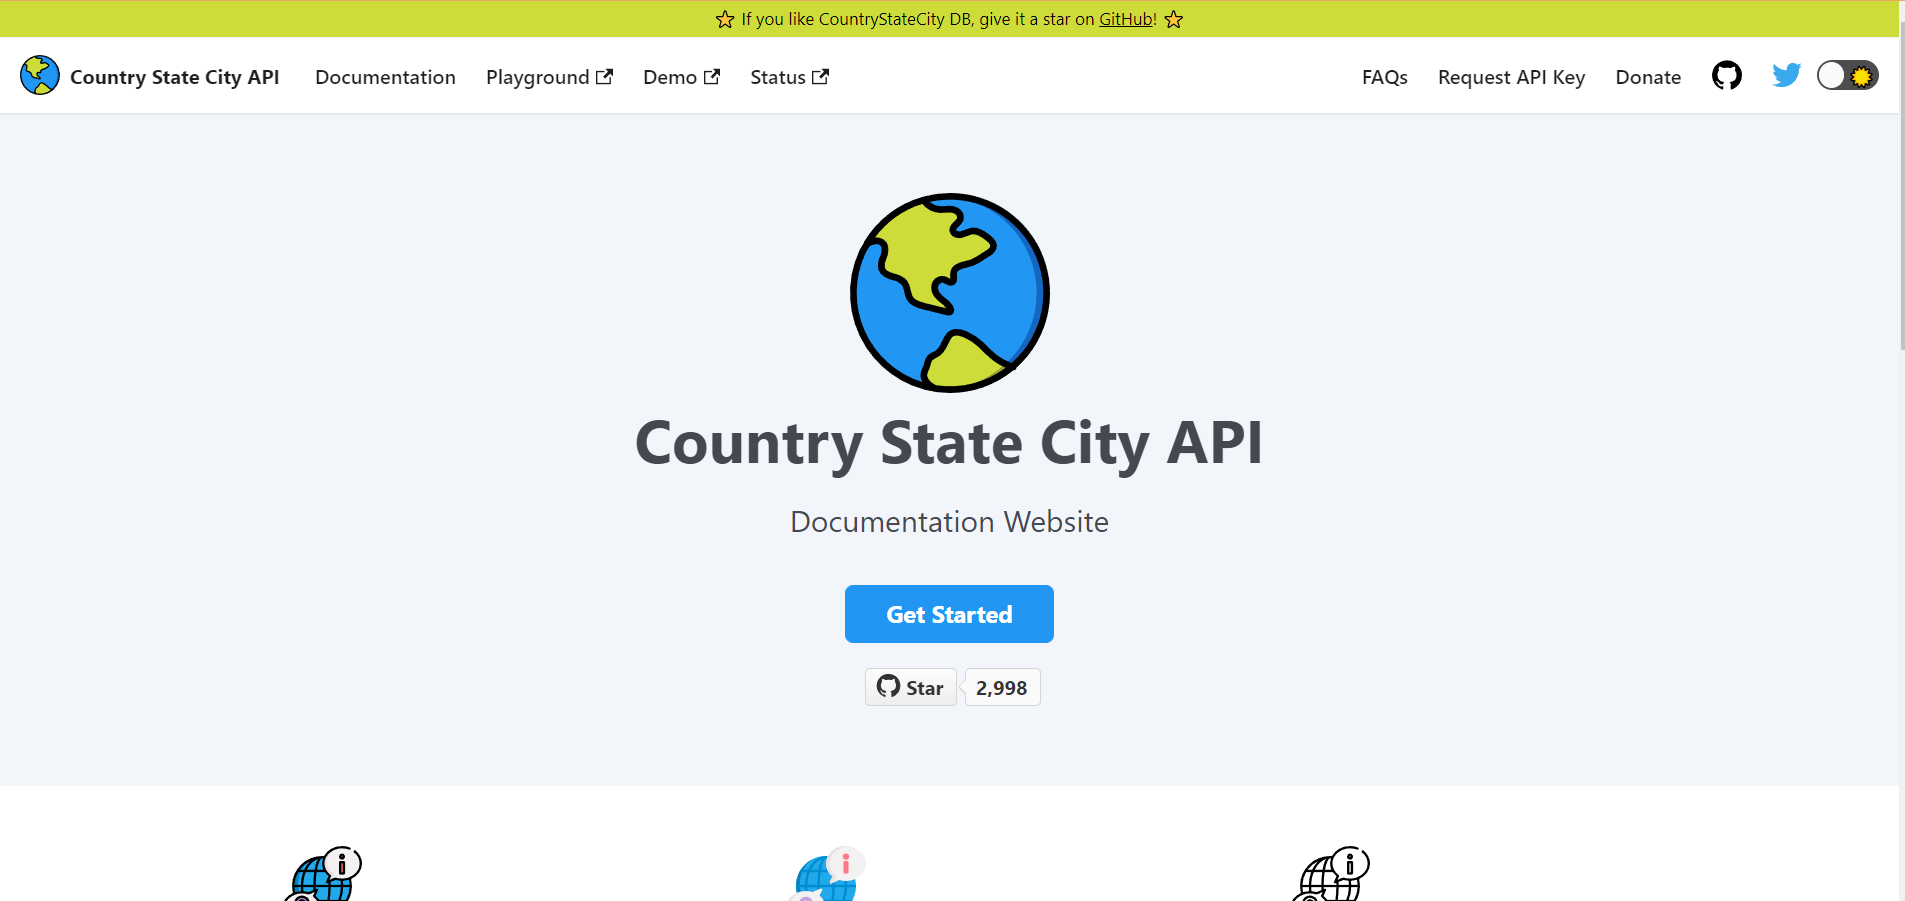 If you like CountryStateCity DB, give it a star on GitHub!
Country State City API Documentation Playground Demo Status FAQs Request API Key Donate
Country State City API
Documentation Website
Get Started
Star 2,998